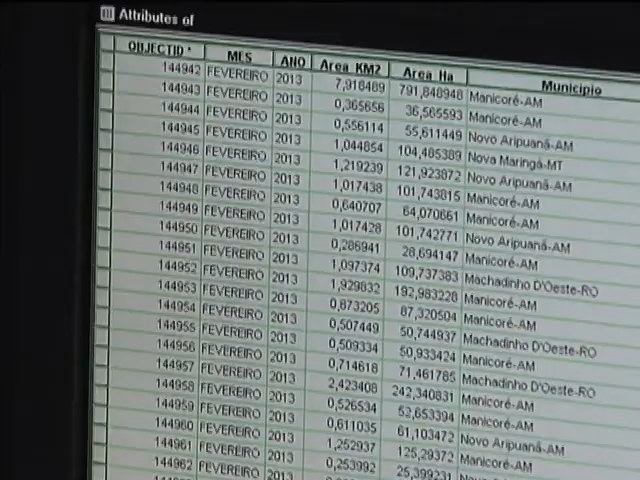 Attributes of
OBJECTID * MES ANO Area_KM2 Area_Ha Municipio
144942 FEVEREIRO 2013 7,918489 791,848948 Manicoré-AM
144943 FEVEREIRO 2013 0,365656 36,565593 Manicoré-AM
144944 FEVEREIRO 2013 0,556114 55,611449 Novo Aripuanã-AM
144945 FEVEREIRO 2013 1,044854 104,485389 Nova Maringá-MT
144946 FEVEREIRO 2013 1,219239 121,923872 Novo Aripuanã-AM
144947 FEVEREIRO 2013 1,017438 101,743815 Manicoré-AM
144948 FEVEREIRO 2013 0,640707 64,070661 Manicoré-AM
144949 FEVEREIRO 2013 1,017428 101,742771 Novo Aripuanã-AM
144950 FEVEREIRO 2013 0,286941 28,694147 Manicoré-AM
144951 FEVEREIRO 2013 1,097374 109,737383 Machadinho D'Oeste-RO
144952 FEVEREIRO 2013 1,929832 192,983228 Manicoré-AM
144953 FEVEREIRO 2013 0,873205 87,320504 Manicoré-AM
144954 FEVEREIRO 2013 0,507449 50,744937 Machadinho D'Oeste-RO
144955 FEVEREIRO 2013 0,509334 50,933424 Manicoré-AM
144956 FEVEREIRO 2013 0,714618 71,461785 Machadinho D'Oeste-RO
144957 FEVEREIRO 2013 2,423408 242,340831 Manicoré-AM
144958 FEVEREIRO 2013 0,526534 52,653394 Manicoré-AM
144959 FEVEREIRO 2013 0,611035 61,103472 Novo Aripuanã-AM
144960 FEVEREIRO 2013 1,252937 125,29372 Manicoré-AM
144961 FEVEREIRO 2013 0,253992 25,399231
144962 FEVEREIRO 2013